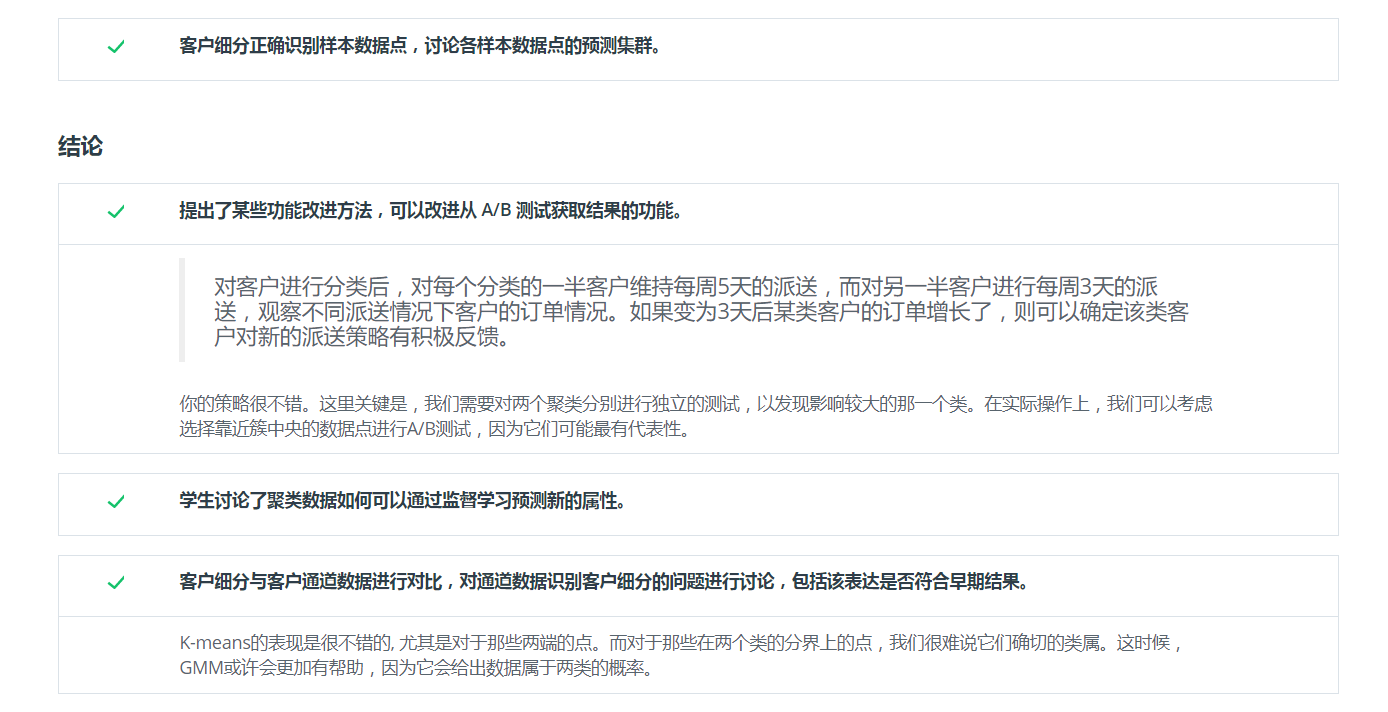 客户细分正确识别样本数据点，讨论各样本数据点的预测集群。
结论
提出了某些功能改进方法，可以改进从 A/B 测试获取结果的功能。
对客户进行分类后，对每个分类的一半客户维持每周5天的派送，而对另一半客户进行每周3天的派
送，观察不同派送情况下客户的订单情况。如果变为3天后某类客户的订单增长了，则可以确定该类客
户对新的派送策略有积极反馈。
你的策略很不错。这里关键是，我们需要对两个聚类分别进行独立的测试，以发现影响较大的那一个类。在实际操作上，我们可以考虑
选择靠近簇中央的数据点进行A/B测试，因为它们可能最有代表性。
学生讨论了聚类数据如何可以通过监督学习预测新的属性。
客户细分与客户通道数据进行对比，对通道数据识别客户细分的问题进行讨论，包括该表达是否符合早期结果。
K-means的表现是很不错的, 尤其是对于那些两端的点。而对于那些在两个类的分界上的点，我们很难说它们确切的类属。这时候，
GMM或许会更加有帮助，因为它会给出数据属于两类的概率。